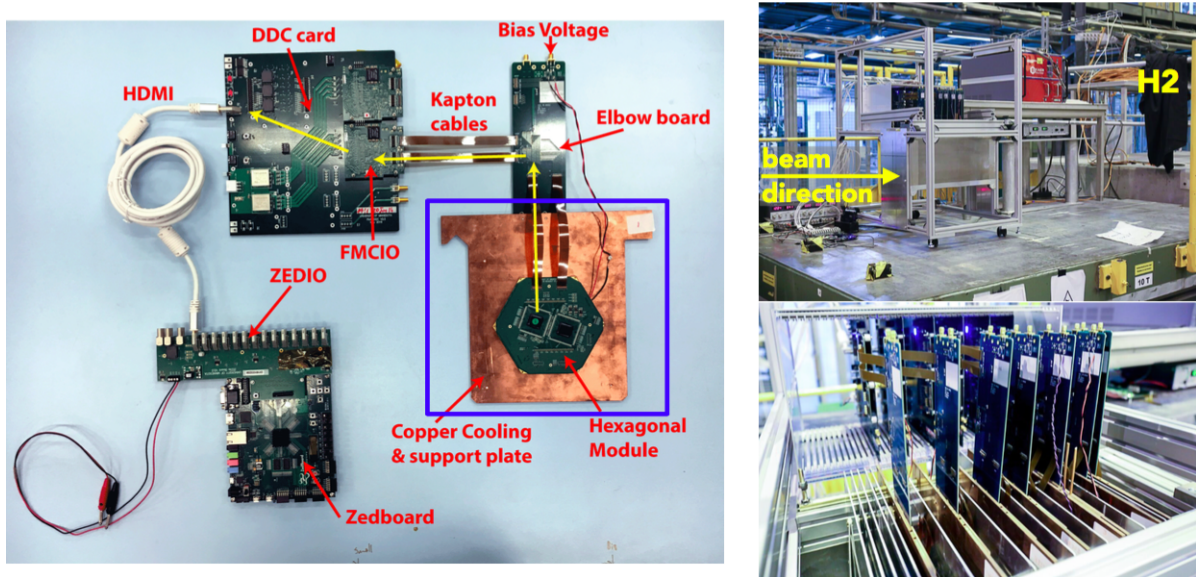 DDC card
HDMI
Bias Voltage
Kapton
cables
Elbow board
FMCIO
ZEDIO
Copper Cooling
& support plate
Hexagonal
Module
Zedboard
H2
beam
direction
10 T